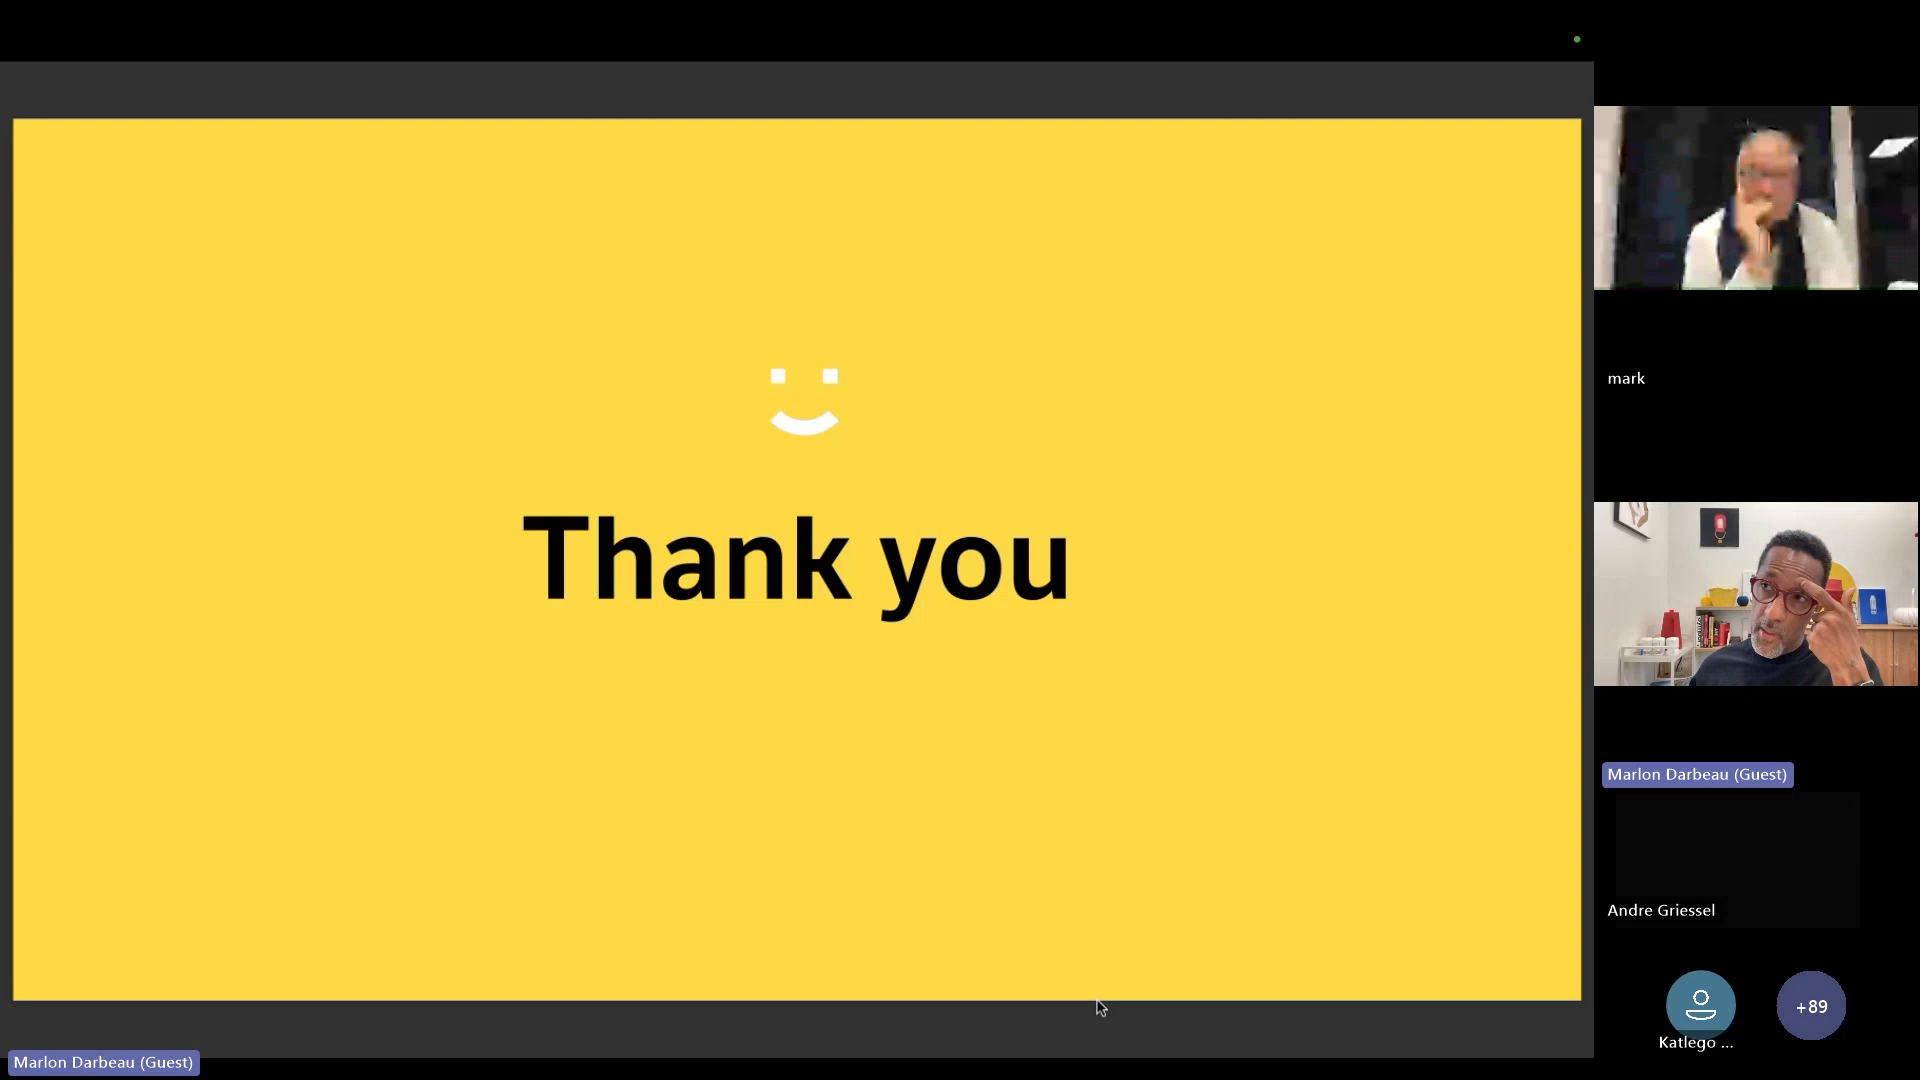 Thank you
mark
Marlon Darbeau (Guest)
Andre Griessel
Katlego ...
+89
Marlon Darbeau (Guest)